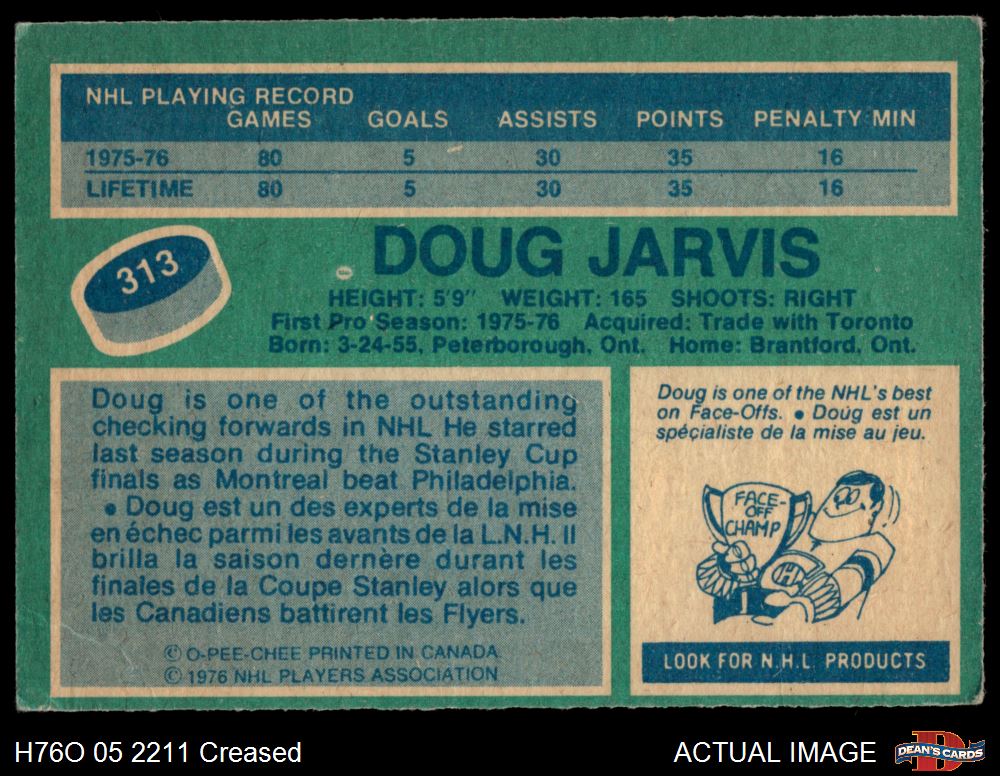 NHL PLAYING RECORD
GAMES GOALS ASSISTS POINTS PENALTY MIN
1975-76 80 5 30 35 16
LIFETIME 80 5 30 35 16
313
DOUG JARVIS
HEIGHT: 5'9" WEIGHT: 165 SHOOTS: RIGHT
First Pro Season: 1975-76 Acquired: Trade with Toronto
Born: 3-24-55, Peterborough, Ont. Home: Brantford, Ont.
Doug is one of the outstanding
checking forwards in NHL He starred
last season during the Stanley Cup
finals as Montreal beat Philadelphia.
• Doug est un des experts de la mise
en échec parmi les avants de la L.N.H. Il
brilla la saison dernère durant les
finales de la Coupe Stanley alors que
les Canadiens battirent les Flyers.
© O-PEE-CHEE PRINTED IN CANADA
© 1976 NHL PLAYERS ASSOCIATION
Doug is one of the NHL's best
on Face-Offs. • Doug est un
spécialiste de la mise au jeu.
FACE-
OFF
CHAMP
CH
LOOK FOR N.H.L. PRODUCTS
H76O 05 2211 Creased
ACTUAL IMAGE
D
DEAN'S CARDS